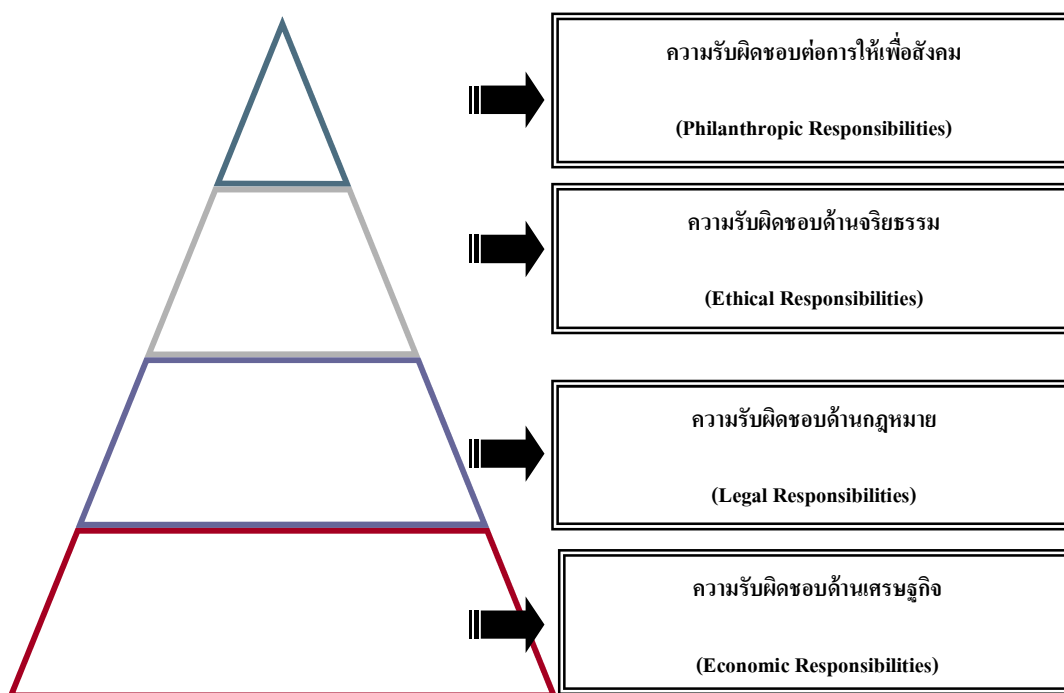 ความรับผิดชอบต่อการให้เพื่อสังคม
(Philanthropic Responsibilities)
ความรับผิดชอบด้านจริยธรรม
(Ethical Responsibilities)
ความรับผิดชอบด้านกฎหมาย
(Legal Responsibilities)
ความรับผิดชอบด้านเศรษฐกิจ
(Economic Responsibilities)